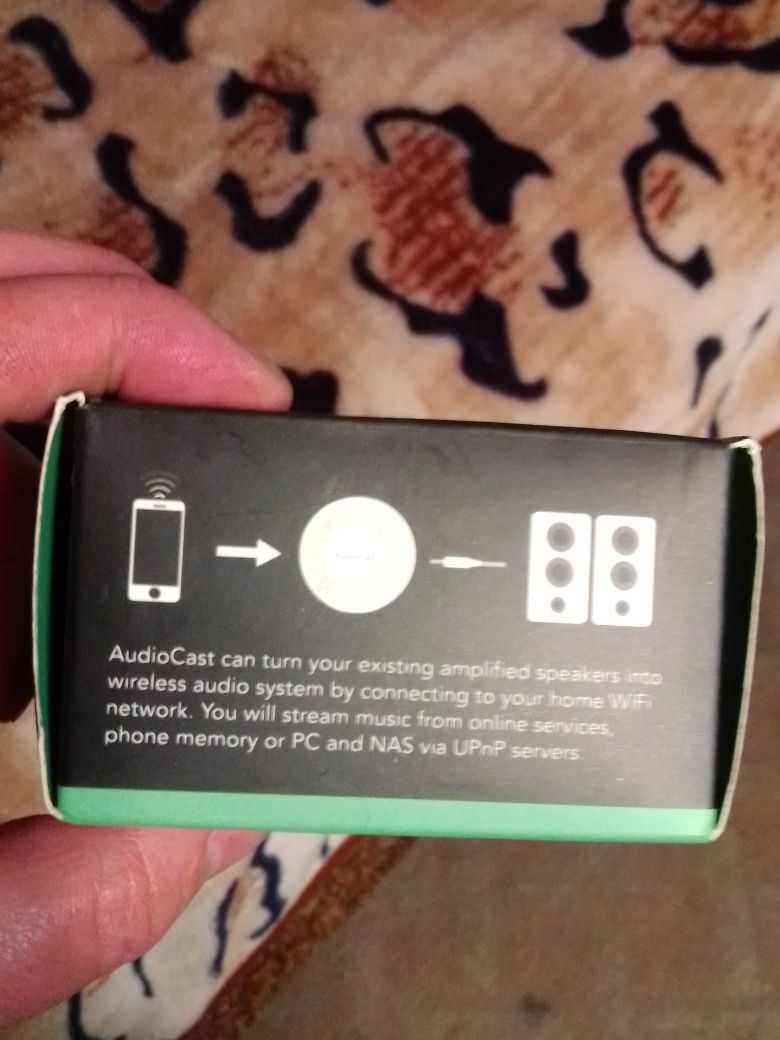 AudioCast
AudioCast can turn your existing amplified speakers into
wireless audio system by connecting to your home WiFi
network. You will stream music from online services,
phone memory or PC and NAS via UPnP servers.